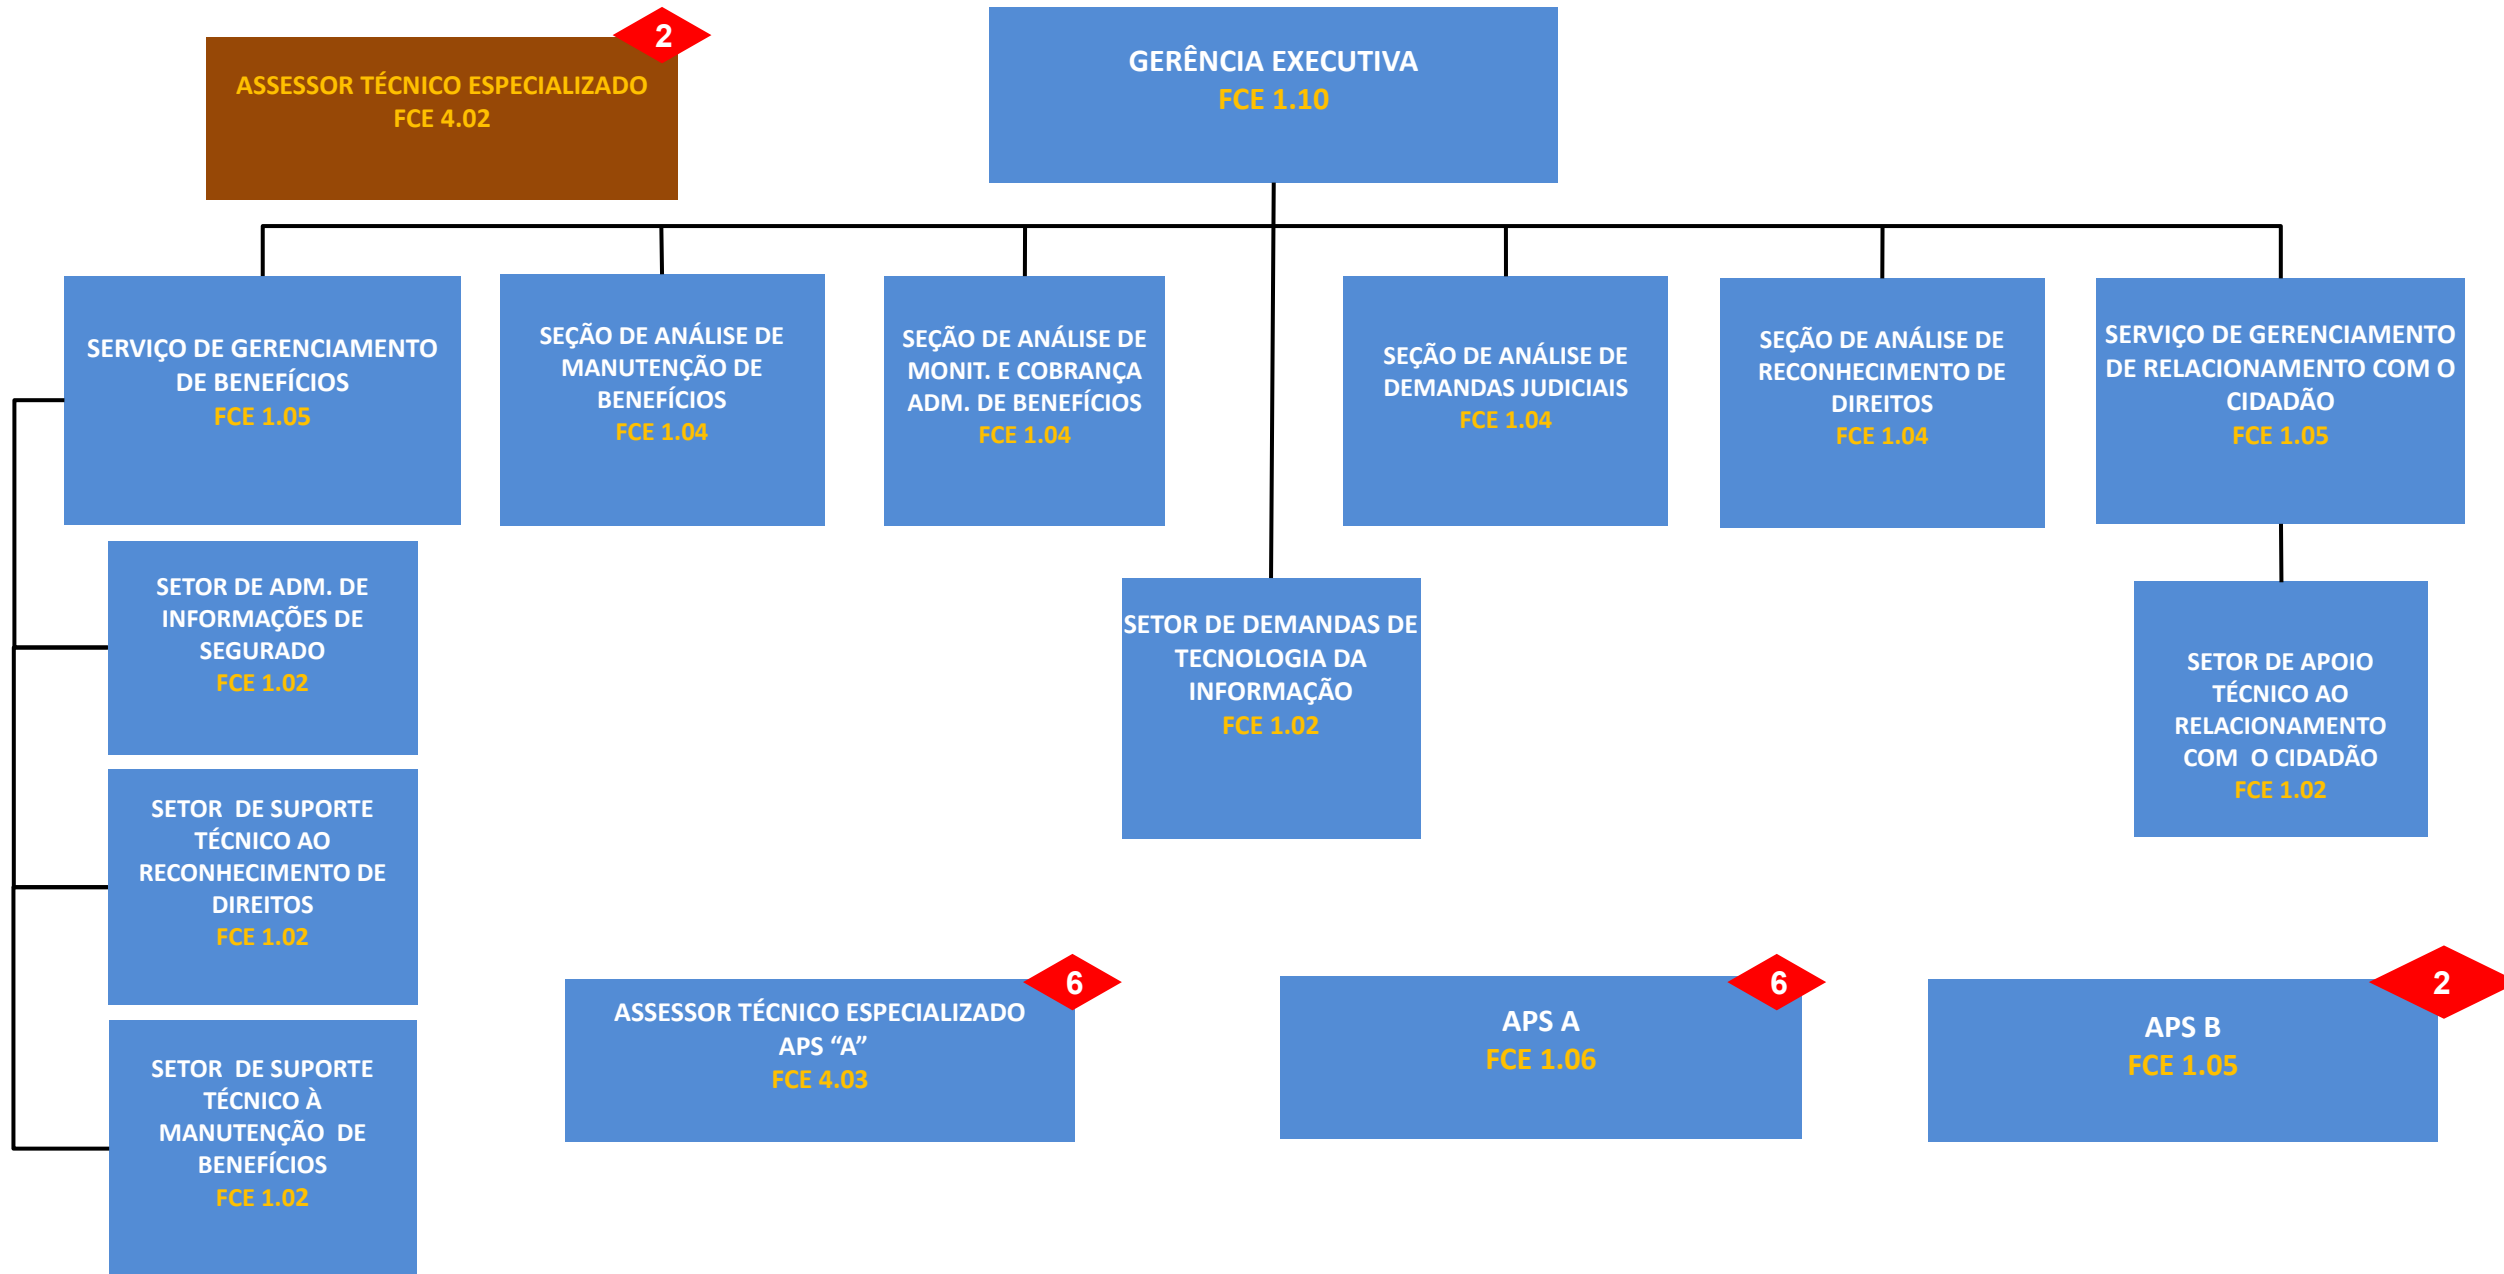 2
ASSESSOR TÉCNICO ESPECIALIZADO
FCE 4.02
GERÊNCIA EXECUTIVA
FCE 1.10
SERVIÇO DE GERENCIAMENTO
DE BENEFÍCIOS
FCE 1.05
SEÇÃO DE ANÁLISE DE
MANUTENÇÃO DE
BENEFÍCIOS
FCE 1.04
SEÇÃO DE ANÁLISE DE
MONIT. E COBRANÇA
ADM. DE BENEFÍCIOS
FCE 1.04
SEÇÃO DE ANÁLISE DE
DEMANDAS JUDICIAIS
FCE 1.04
SEÇÃO DE ANÁLISE DE
RECONHECIMENTO DE
DIREITOS
FCE 1.04
SERVIÇO DE GERENCIAMENTO
DE RELACIONAMENTO COM O
CIDADÃO
FCE 1.05
SETOR DE ADM. DE
INFORMAÇÕES DE
SEGURADO
FCE 1.02
SETOR DE DEMANDAS DE
TECNOLOGIA DA
INFORMAÇÃO
FCE 1.02
SETOR DE APOIO
TÉCNICO AO
RELACIONAMENTO
COM  O CIDADÃO
FCE 1.02
SETOR  DE SUPORTE
TÉCNICO AO
RECONHECIMENTO DE
DIREITOS
FCE 1.02
SETOR  DE SUPORTE
TÉCNICO À
MANUTENÇÃO  DE
BENEFÍCIOS
FCE 1.02
6
ASSESSOR TÉCNICO ESPECIALIZADO
APS “A”
FCE 4.03
6
APS A
FCE 1.06
2
APS B
FCE 1.05